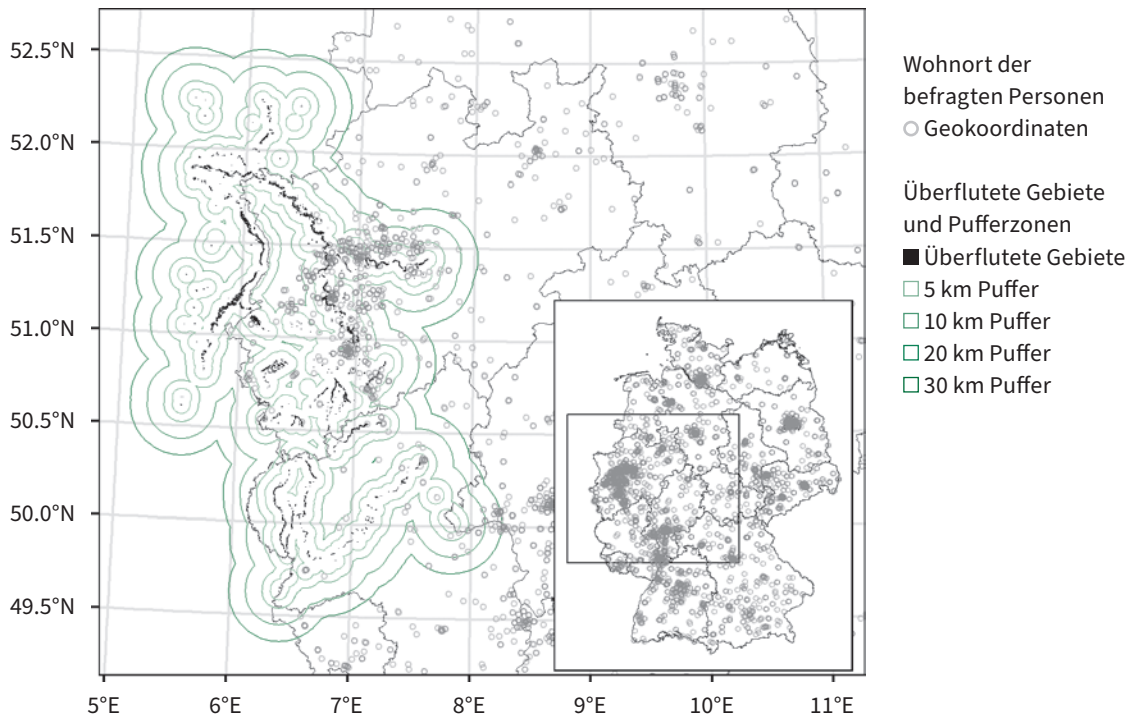 52.5°N
52.0°N
51.5°N
51.0°N
50.5°N
50.0°N
49.5°N
5°E
6°E
7°E
8°E
9°E
10°E
11°E
Wohnort der
befragten Personen
Geokoordinaten
Überflutete Gebiete
und Pufferzonen
Überflutete Gebiete
5 km Puffer
10 km Puffer
20 km Puffer
30 km Puffer